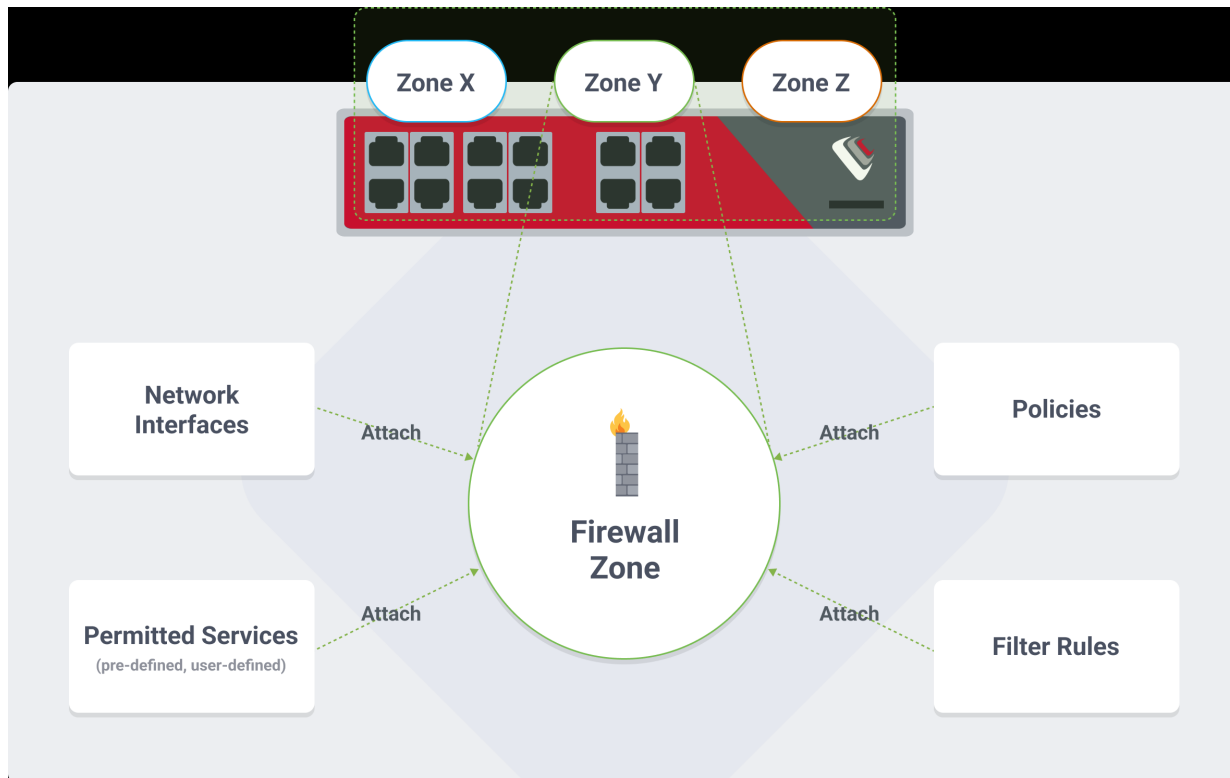 Zone X
Zone Y
Zone Z
Network
Interfaces
Attach
Attach
Policies
Firewall
Zone
Permitted Services
(pre-defined, user-defined)
Attach
Attach
Filter Rules